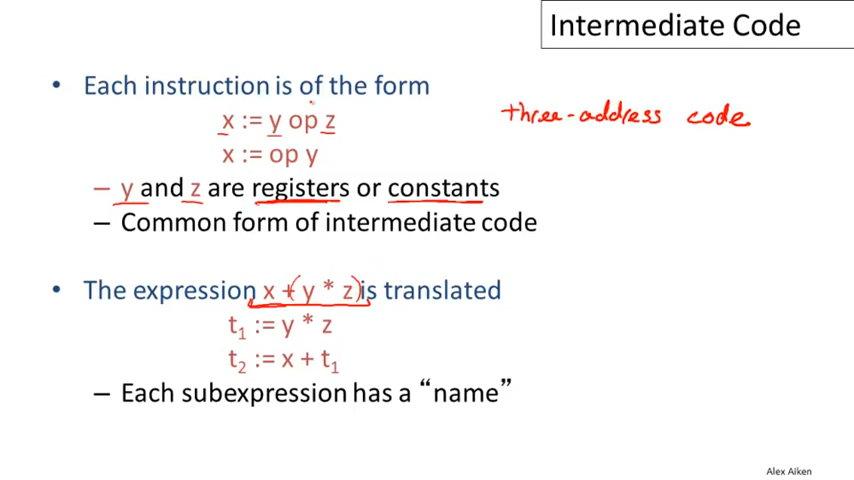 Intermediate Code
• Each instruction is of the form
x := y op z
three-address code
x := op y
– y and z are registers or constants
– Common form of intermediate code
• The expression x + (y * z) is translated
t₁ := y * z
t₂ := x + t₁
– Each subexpression has a “name”
Alex Aiken